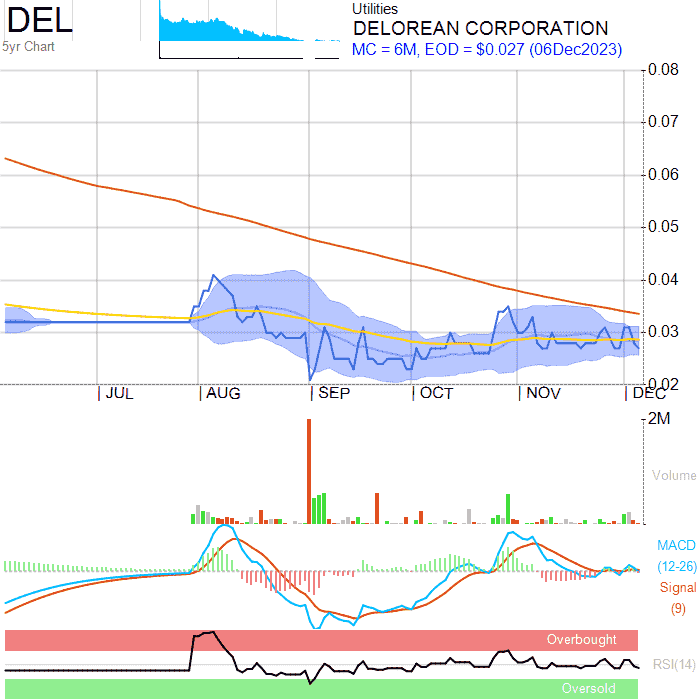 DEL
5yr Chart
Utilities
DELOREAN CORPORATION
MC = 6M, EOD = $0.027 (06Dec2023)
0.08
0.07
0.06
0.05
0.04
0.03
0.02
JUL AUG SEP OCT NOV DEC
2M
Volume
MACD
(12-26)
Signal
(9)
Overbought
RSI(14)
Oversold